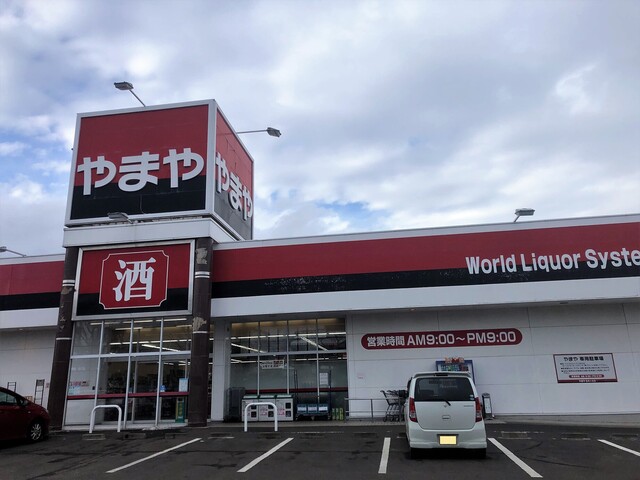 やまや
やまや
酒
World Liquor Syste
営業時間 AM9:00~PM9:00
やまや 専用駐車場